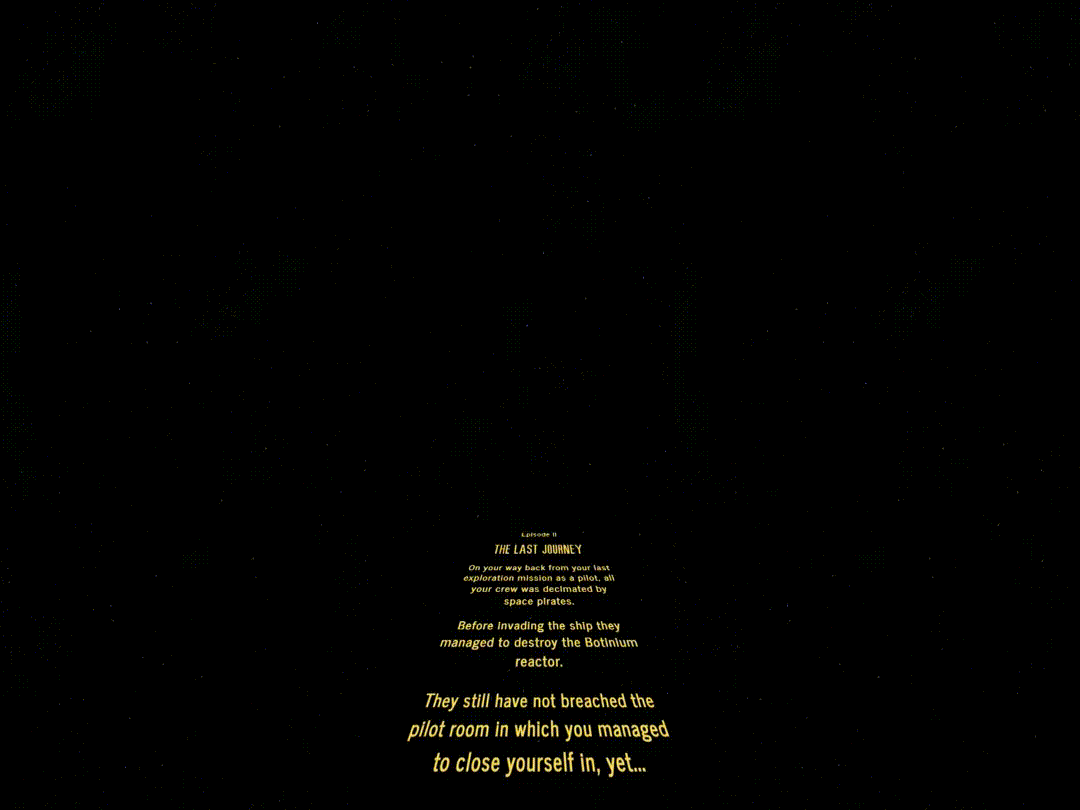 Episode II
THE LAST JOURNEY
On your way back from your last
exploration mission as a pilot, all
your crew was decimated by
space pirates.
Before invading the ship they
managed to destroy the Botinium
reactor.
They still have not breached the
pilot room in which you managed
to close yourself in, yet...